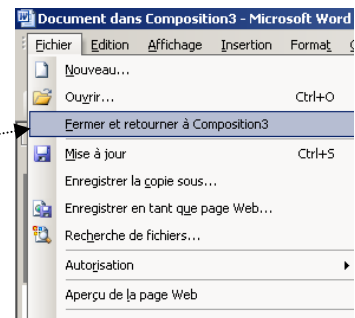 Document dans Composition3 - Microsoft Word
Fichier Edition Affichage Insertion Format
Nouveau...
Ouvrir... Ctrl+O
Fermer et retourner à Composition3
Mise à jour Ctrl+S
Enregistrer la copie sous...
Enregistrer en tant que page Web...
Recherche de fichiers...
Autorisation
Aperçu de la page Web